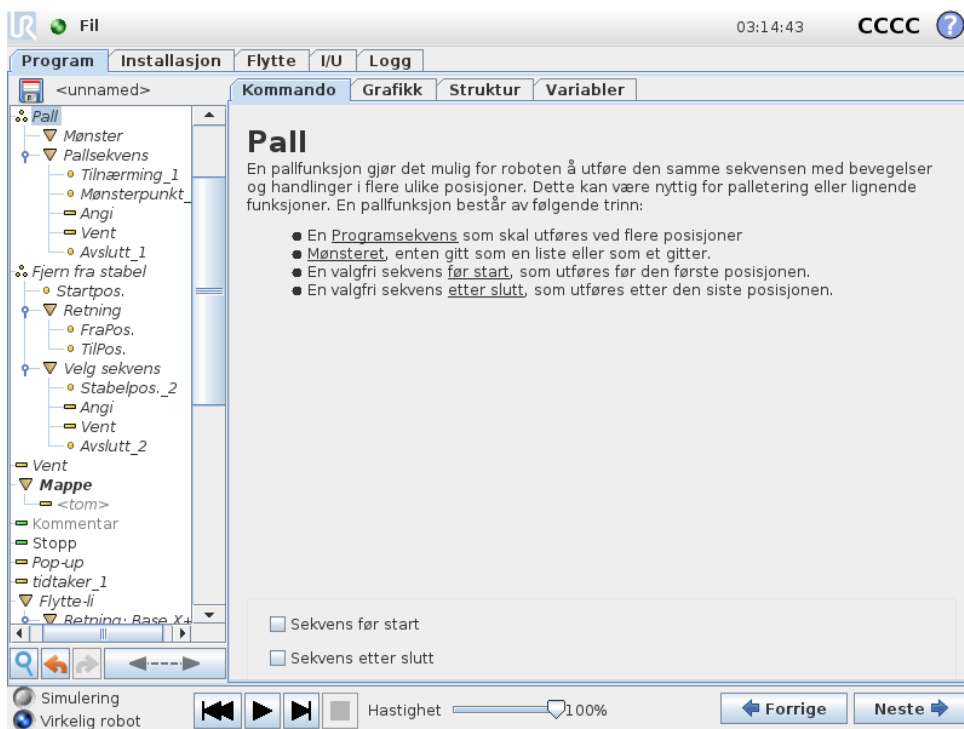 UR
Fil
03:14:43
CCCC
?
Program
Installasjon
Flytte
I/U
Logg
<unnamed>
Kommando
Grafikk
Struktur
Variabler
Pall
Mønster
Pallsekvens
Tilnærming_1
Mønsterpunkt_
Angi
Vent
Avslutt_1
Fjern fra stabel
Startpos.
Retning
FraPos.
TilPos.
Velg sekvens
Stabelpos._2
Angi
Vent
Avslutt_2
Vent
Mappe
<tom>
Kommentar
Stopp
Pop-up
tidtaker_1
Flytte-li
Retning: Base X+
Pall
En pallfunksjon gjør det mulig for roboten å utføre den samme sekvensen med bevegelser
og handlinger i flere ulike posisjoner. Dette kan være nyttig for palletering eller lignende
funksjoner. En pallfunksjon består av følgende trinn:
En Programsekvens som skal utføres ved flere posisjoner
Mønsteret, enten gitt som en liste eller som et gitter.
En valgfri sekvens før start, som utføres før den første posisjonen.
En valgfri sekvens etter slutt, som utføres etter den siste posisjonen.
Sekvens før start
Sekvens etter slutt
Simulering
Virkelig robot
Hastighet
100%
Forrige
Neste